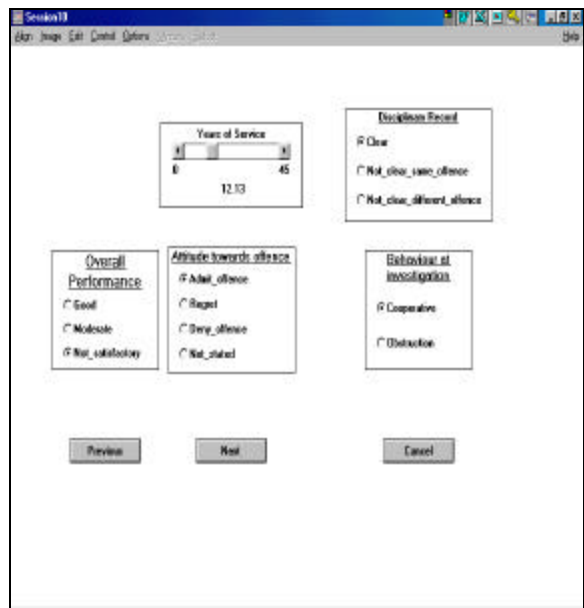 Session10
Align Image Edit Control Options
Help
Years of Service
0 45
12.13
Disciplinary Record
Clear
Not_clear_same_offence
Not_clear_different_offence
Overall
Performance
Good
Moderate
Not_satisfactory
Attitude towards offence
Admit_offence
Regret
Deny_offence
Not_stated
Behaviour at
investigation
Cooperative
Obstruction
Previous
Next
Cancel